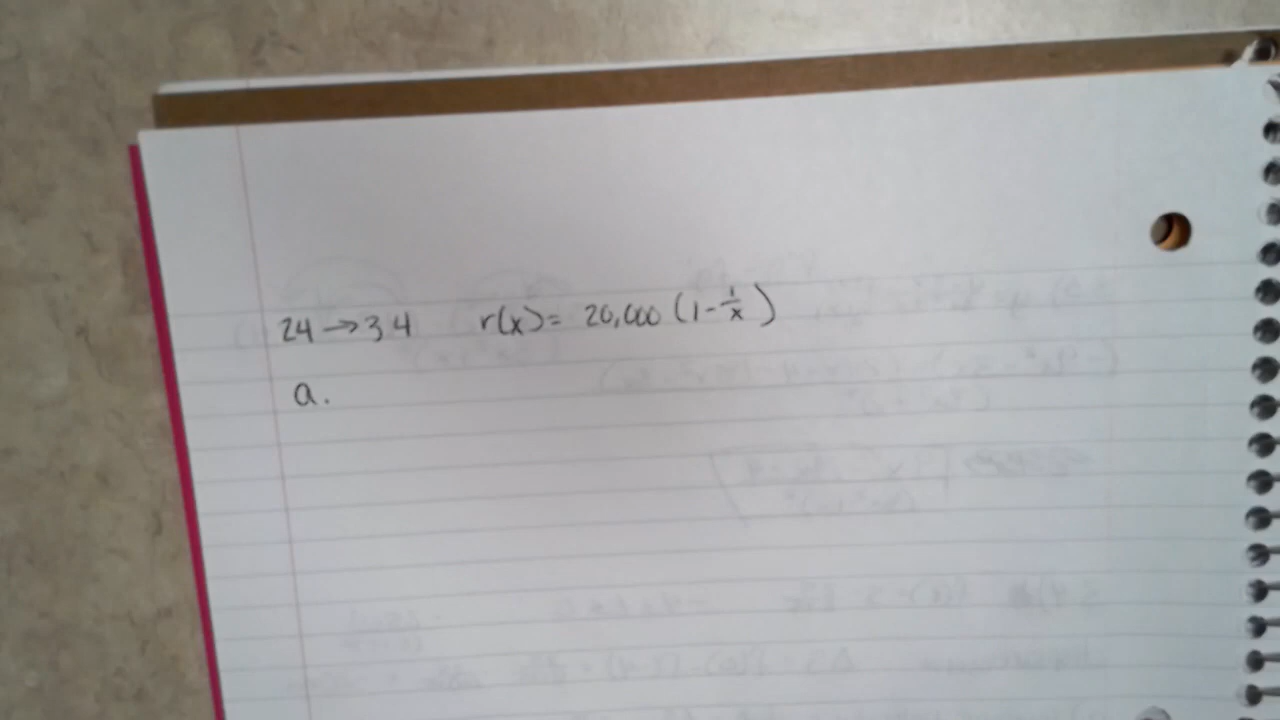 24 → 34 r(x) = 20,000 (1 - 1/x)
a.